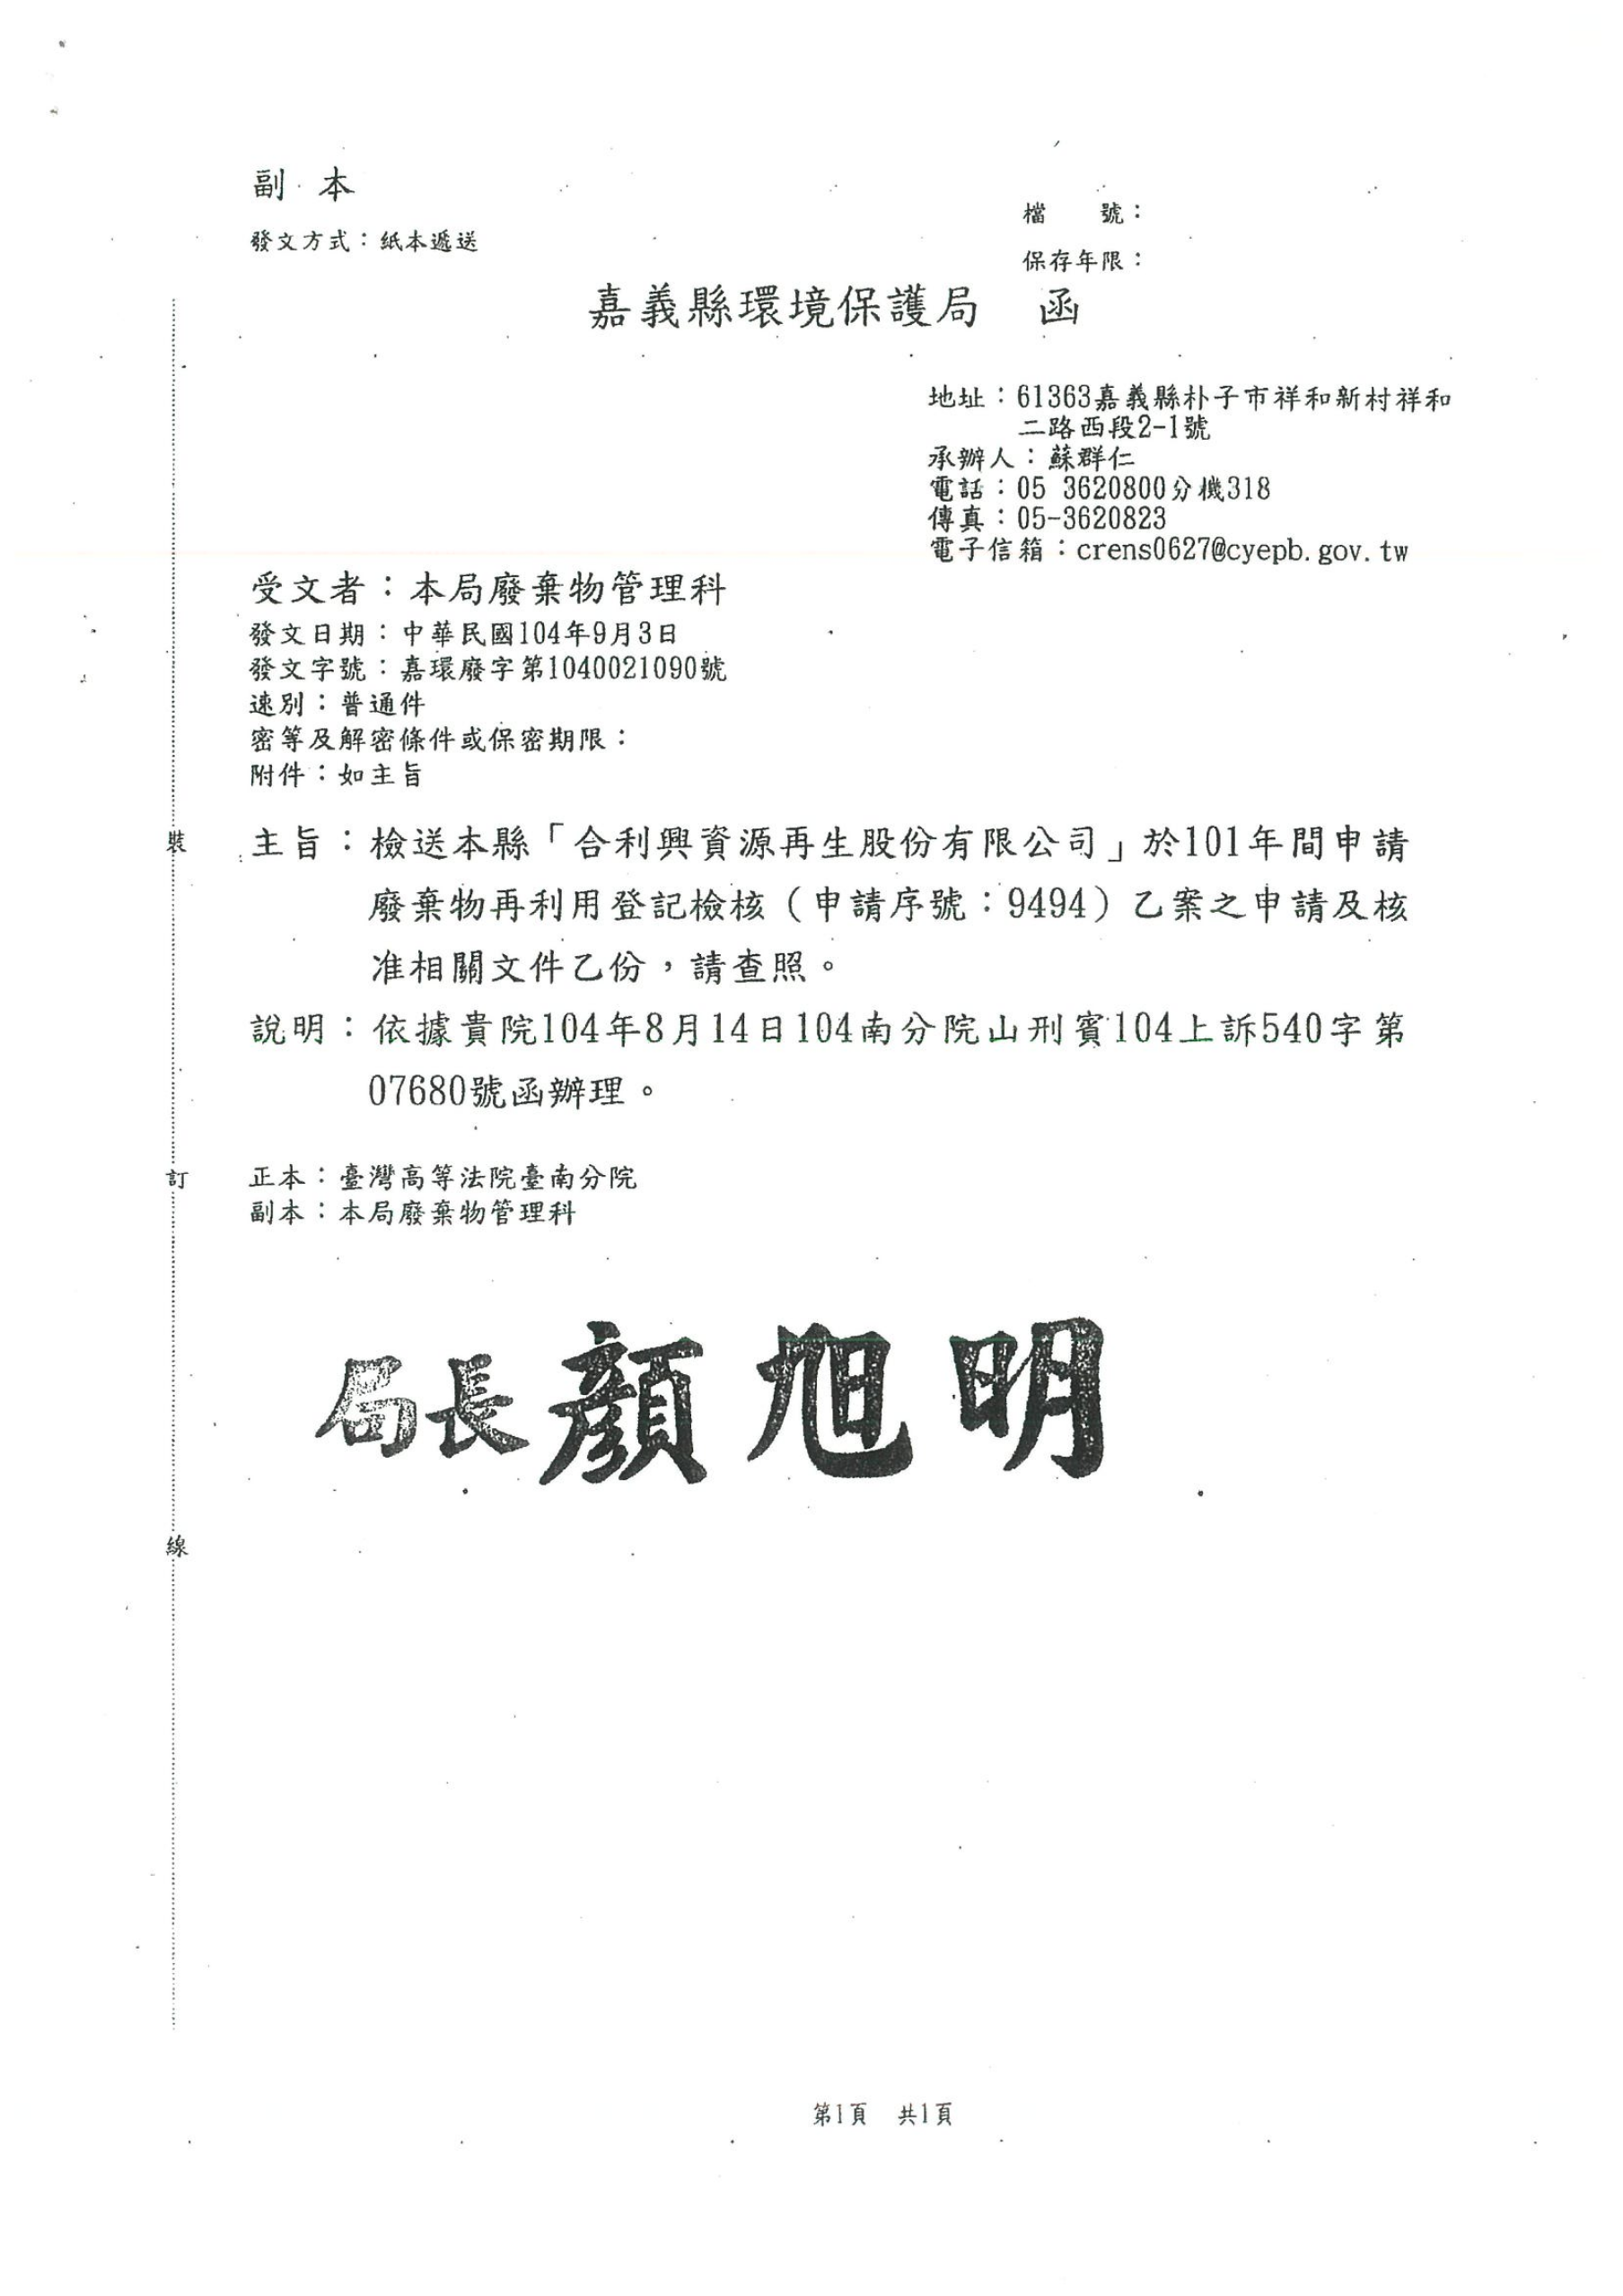 副 本
發文方式：紙本遞送
檔 號：
保存年限：
嘉義縣環境保護局 函
地址：61363嘉義縣朴子市祥和新村祥和
二路西段2-1號
承辦人：蘇群仁
電話：05 3620800分機318
傳真：05-3620823
電子信箱：crens0627@cyepb.gov.tw
受文者：本局廢棄物管理科
發文日期：中華民國104年9月3日
發文字號：嘉環廢字第1040021090號
速別：普通件
密等及解密條件或保密期限：
附件：如主旨
主旨：檢送本縣「合利興資源再生股份有限公司」於101年間申請
廢棄物再利用登記檢核（申請序號：9494）乙案之申請及核
准相關文件乙份，請查照。
說明：依據貴院104年8月14日104南分院山刑賓104上訴540字第
07680號函辦理。
正本：臺灣高等法院臺南分院
副本：本局廢棄物管理科
局長顏旭明
裝
訂
線
第1頁 共1頁